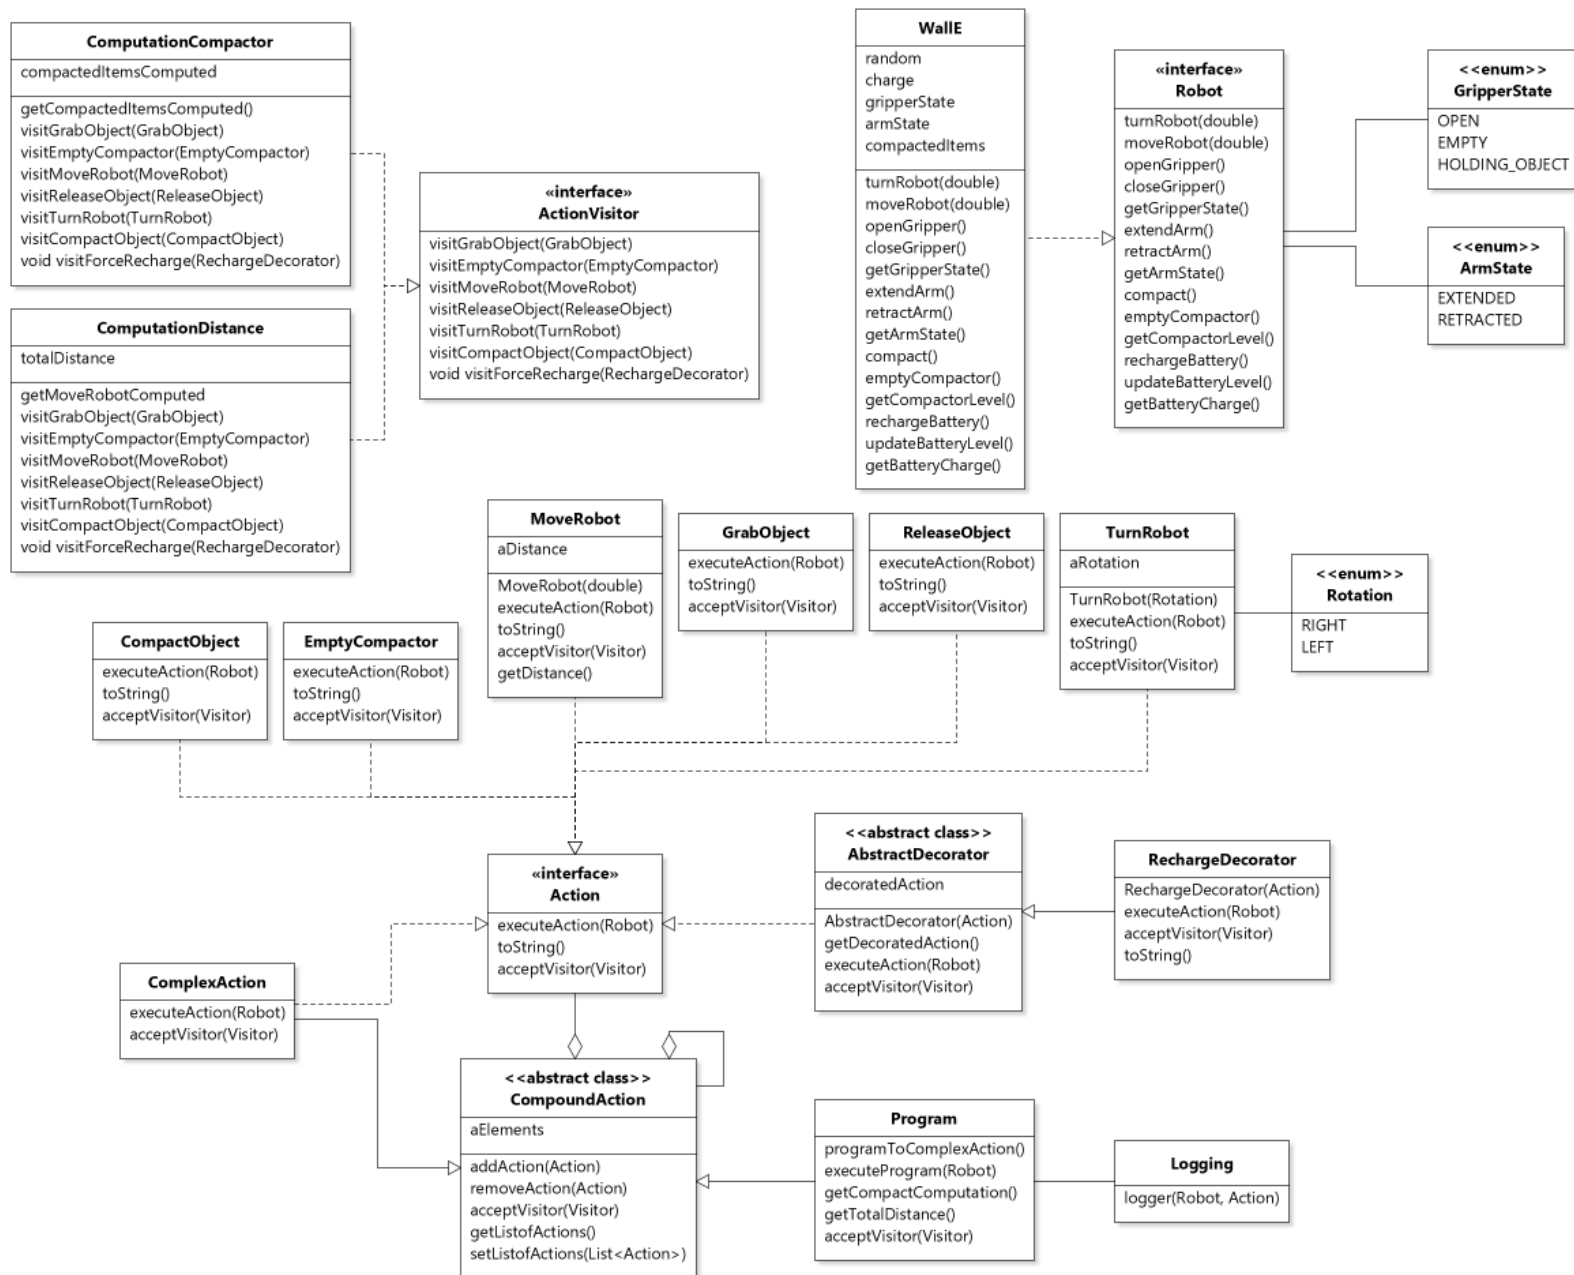 ComputationCompactor
compactedItemsComputed
getCompactedItemsComputed()
visitGrabObject(GrabObject)
visitEmptyCompactor(EmptyCompactor)
visitMoveRobot(MoveRobot)
visitReleaseObject(ReleaseObject)
visitTurnRobot(TurnRobot)
visitCompactObject(CompactObject)
void visitForceRecharge(RechargeDecorator)
ComputationDistance
totalDistance
getMoveRobotComputed
visitGrabObject(GrabObject)
visitEmptyCompactor(EmptyCompactor)
visitMoveRobot(MoveRobot)
visitReleaseObject(ReleaseObject)
visitTurnRobot(TurnRobot)
visitCompactObject(CompactObject)
void visitForceRecharge(RechargeDecorator)
«interface»
ActionVisitor
visitGrabObject(GrabObject)
visitEmptyCompactor(EmptyCompactor)
visitMoveRobot(MoveRobot)
visitReleaseObject(ReleaseObject)
visitTurnRobot(TurnRobot)
visitCompactObject(CompactObject)
void visitForceRecharge(RechargeDecorator)
WallE
random
charge
gripperState
armState
compactedItems
turnRobot(double)
moveRobot(double)
openGripper()
closeGripper()
getGripperState()
extendArm()
retractArm()
getArmState()
compact()
emptyCompactor()
getCompactorLevel()
rechargeBattery()
updateBatteryLevel()
getBatteryCharge()
«interface»
Robot
turnRobot(double)
moveRobot(double)
openGripper()
closeGripper()
getGripperState()
extendArm()
retractArm()
getArmState()
compact()
emptyCompactor()
getCompactorLevel()
rechargeBattery()
updateBatteryLevel()
getBatteryCharge()
<<enum>>
GripperState
OPEN
EMPTY
HOLDING_OBJECT
<<enum>>
ArmState
EXTENDED
RETRACTED
MoveRobot
aDistance
MoveRobot(double)
executeAction(Robot)
toString()
acceptVisitor(Visitor)
getDistance()
GrabObject
executeAction(Robot)
toString()
acceptVisitor(Visitor)
ReleaseObject
executeAction(Robot)
toString()
acceptVisitor(Visitor)
TurnRobot
aRotation
TurnRobot(Rotation)
executeAction(Robot)
toString()
acceptVisitor(Visitor)
<<enum>>
Rotation
RIGHT
LEFT
CompactObject
executeAction(Robot)
toString()
acceptVisitor(Visitor)
EmptyCompactor
executeAction(Robot)
toString()
acceptVisitor(Visitor)
«interface»
Action
executeAction(Robot)
toString()
acceptVisitor(Visitor)
<<abstract class>>
AbstractDecorator
decoratedAction
AbstractDecorator(Action)
getDecoratedAction()
executeAction(Robot)
acceptVisitor(Visitor)
RechargeDecorator
RechargeDecorator(Action)
executeAction(Robot)
acceptVisitor(Visitor)
toString()
ComplexAction
executeAction(Robot)
acceptVisitor(Visitor)
<<abstract class>>
CompoundAction
aElements
addAction(Action)
removeAction(Action)
acceptVisitor(Visitor)
getListofActions()
setListofActions(List<Action>)
Program
programToComplexAction()
executeProgram(Robot)
getCompactComputation()
getTotalDistance()
acceptVisitor(Visitor)
Logging
logger(Robot, Action)